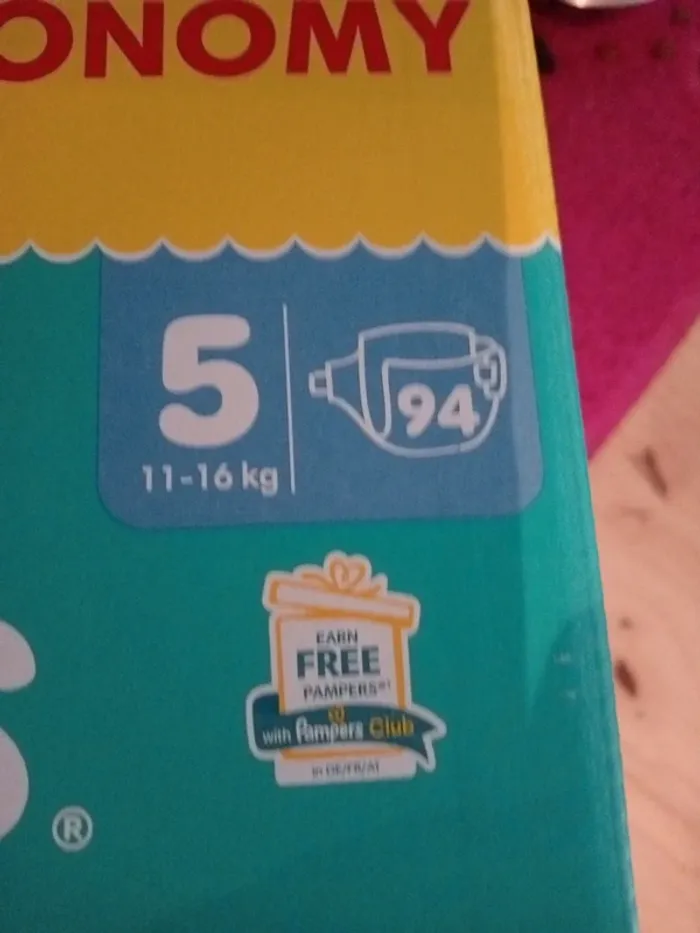 ONOMY
5
94
11-16 kg
EARN
FREE
PAMPERS
with Pampers Club
®